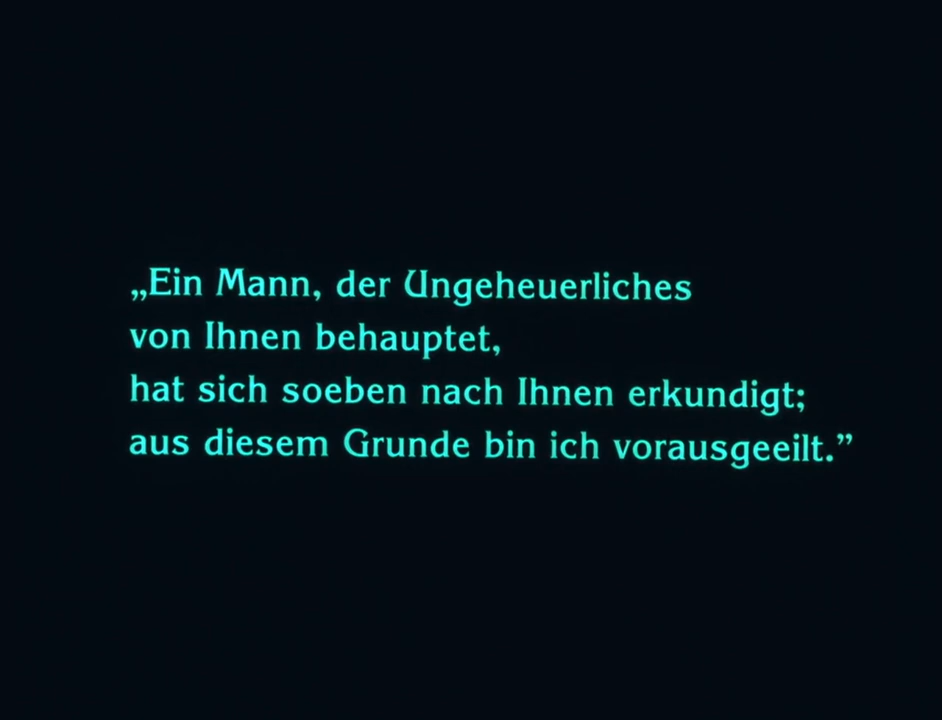 „Ein Mann, der Ungeheuerliches
von Ihnen behauptet,
hat sich soeben nach Ihnen erkundigt;
aus diesem Grunde bin ich vorausgeeilt.”